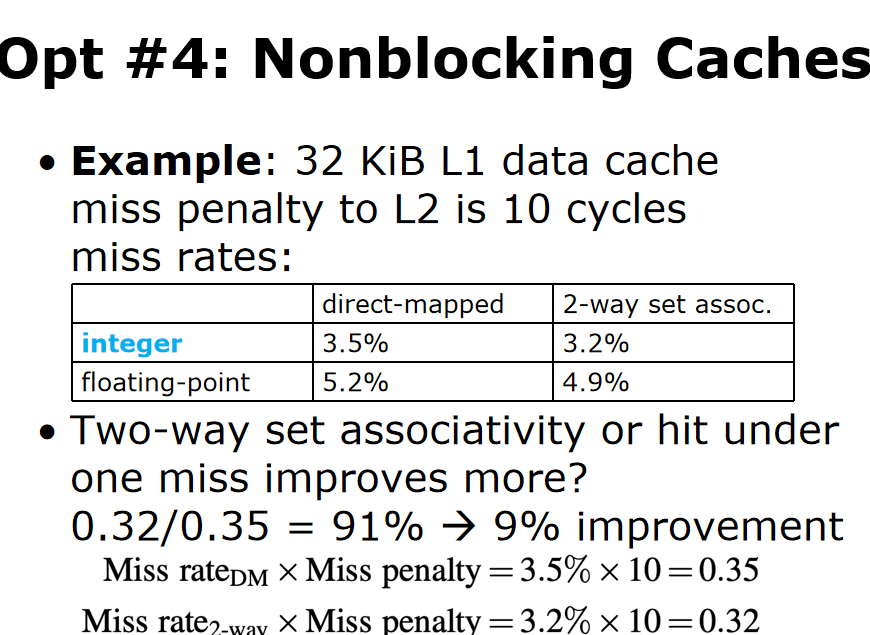 Opt #4: Nonblocking Caches
• Example: 32 KiB L1 data cache
miss penalty to L2 is 10 cycles
miss rates:
direct-mapped 2-way set assoc.
integer 3.5% 3.2%
floating-point 5.2% 4.9%
• Two-way set associativity or hit under
one miss improves more?
0.32/0.35 = 91% → 9% improvement
Miss rate_DM × Miss penalty = 3.5% × 10 = 0.35
Miss rate_2-way × Miss penalty = 3.2% × 10 = 0.32